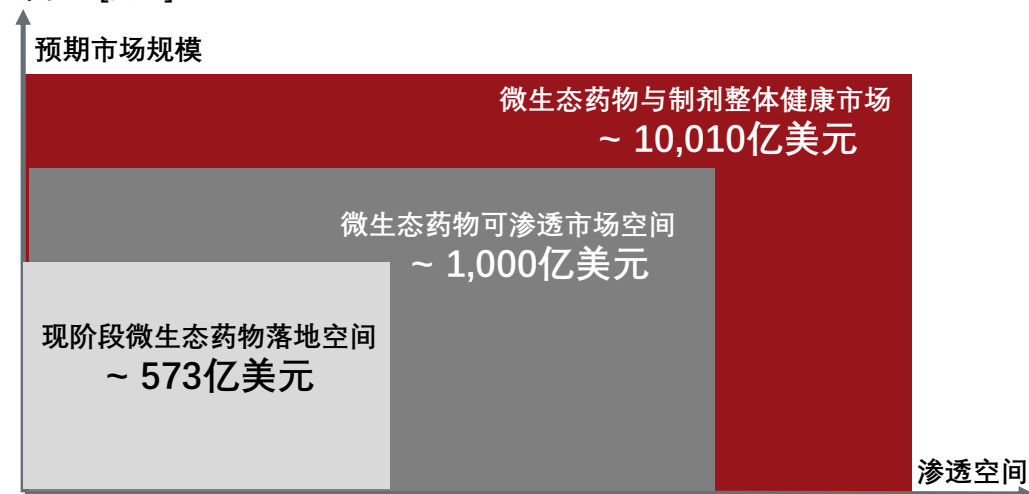 预期市场规模
微生态药物与制剂整体健康市场
~ 10,010亿美元
微生态药物可渗透市场空间
~ 1,000亿美元
现阶段微生态药物落地空间
~ 573亿美元
渗透空间